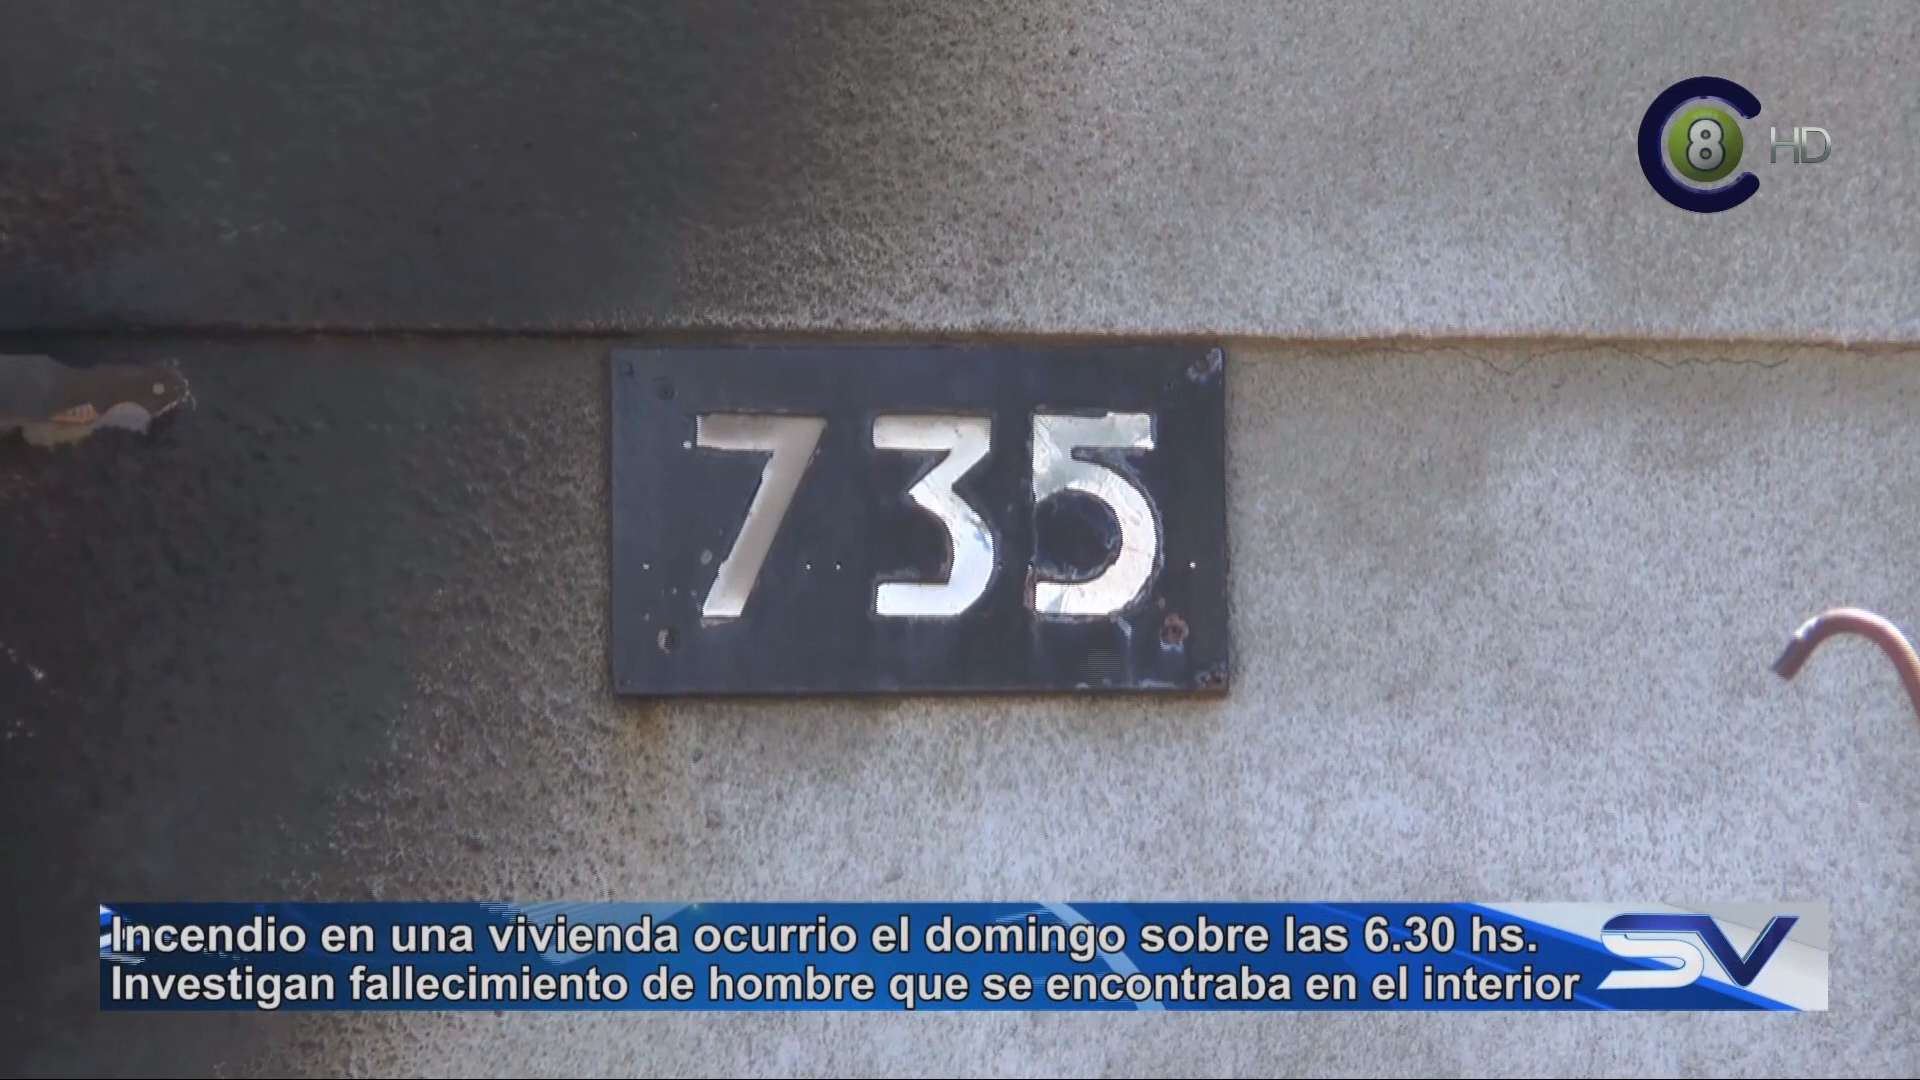 8 HD
735
Incendio en una vivienda ocurrio el domingo sobre las 6.30 hs.
Investigan fallecimiento de hombre que se encontraba en el interior
SV